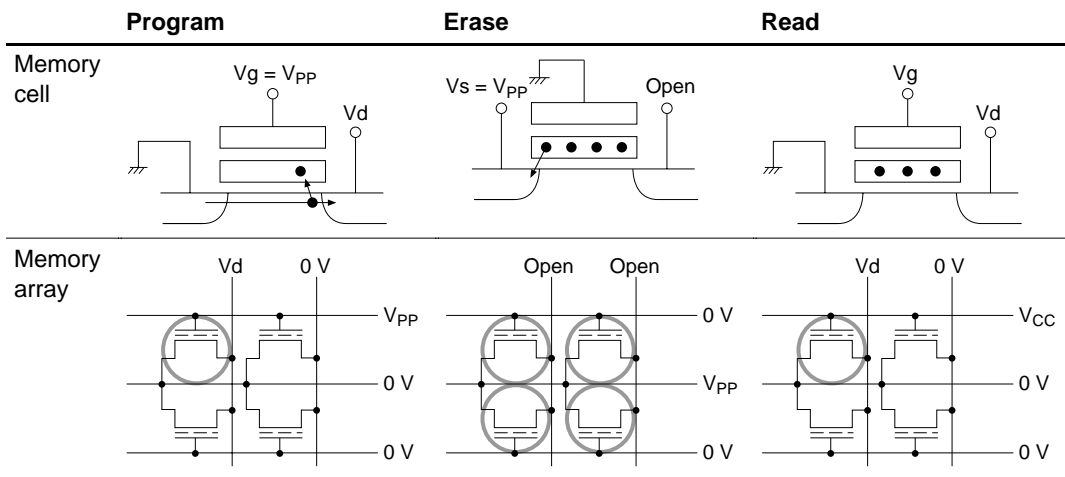 Program Erase Read
Memory cell
Vg = VPP
Vd
Vs = VPP
Open
Vg
Vd
Memory array
Vd 0 V
VPP
0 V
0 V
Open Open
0 V
VPP
0 V
Vd 0 V
VCC
0 V
0 V